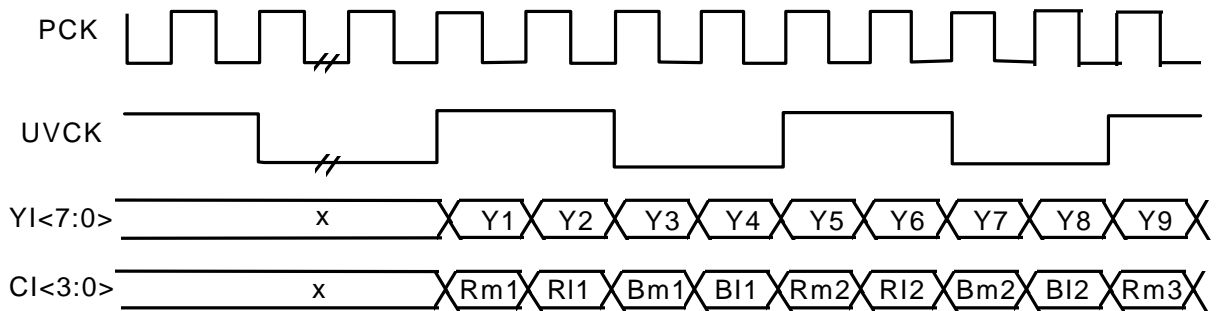 PCK
UVCK
YI<7:0> x Y1 Y2 Y3 Y4 Y5 Y6 Y7 Y8 Y9
CI<3:0> x Rm1 Rl1 Bm1 Bl1 Rm2 Rl2 Bm2 Bl2 Rm3